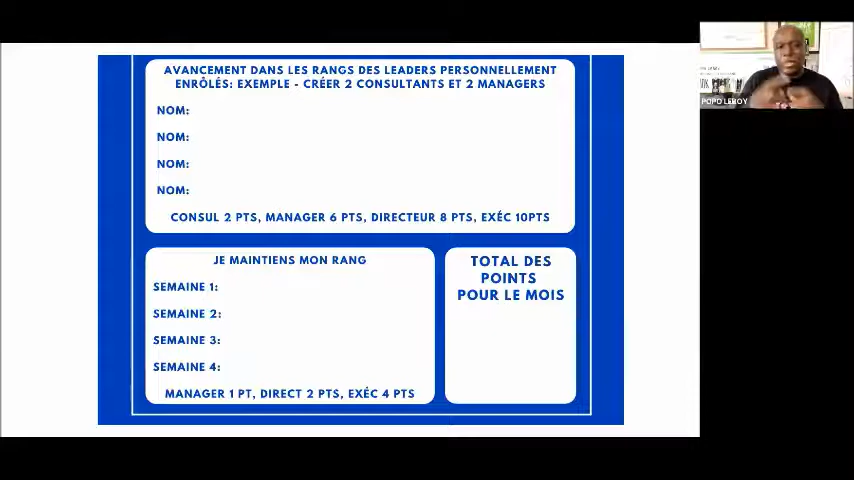 AVANCEMENT DANS LES RANGS DES LEADERS PERSONNELLEMENT
ENRÔLÉS: EXEMPLE - CRÉER 2 CONSULTANTS ET 2 MANAGERS
NOM:
NOM:
NOM:
NOM:
CONSUL 2 PTS, MANAGER 6 PTS, DIRECTEUR 8 PTS, EXÉC 10PTS
JE MAINTIENS MON RANG
SEMAINE 1:
SEMAINE 2:
SEMAINE 3:
SEMAINE 4:
MANAGER 1 PT, DIRECT 2 PTS, EXÉC 4 PTS
TOTAL DES
POINTS
POUR LE MOIS
POPO LEROY